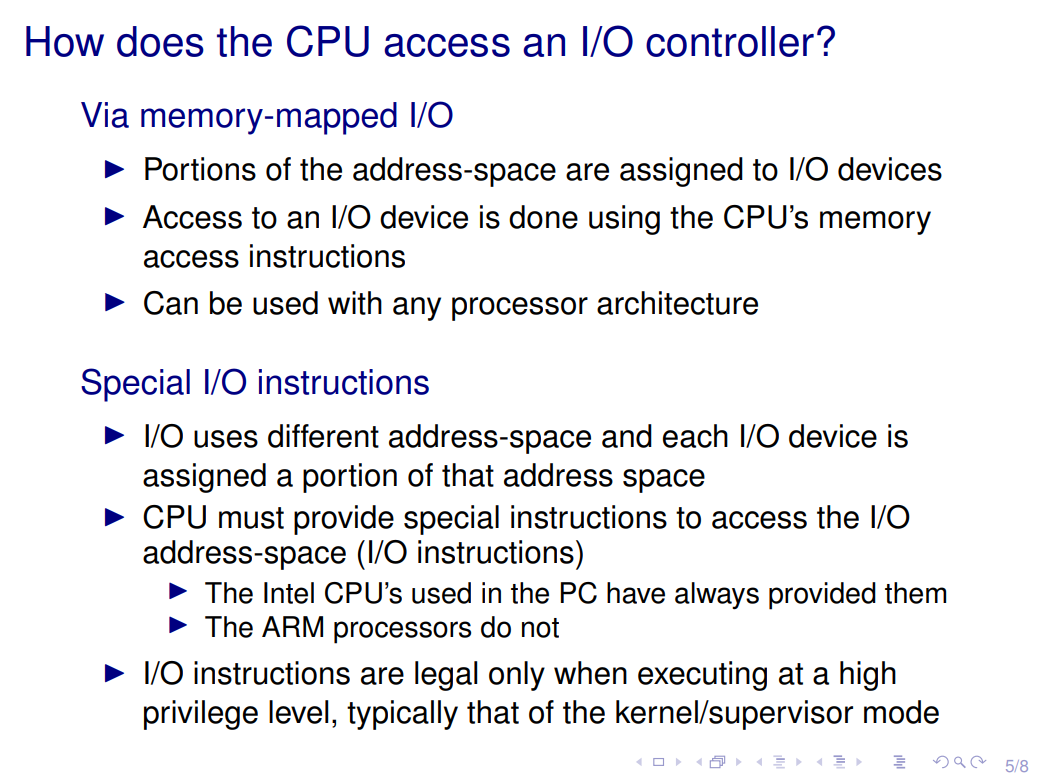 How does the CPU access an I/O controller?
Via memory-mapped I/O
Portions of the address-space are assigned to I/O devices
Access to an I/O device is done using the CPU's memory
access instructions
Can be used with any processor architecture
Special I/O instructions
I/O uses different address-space and each I/O device is
assigned a portion of that address space
CPU must provide special instructions to access the I/O
address-space (I/O instructions)
The Intel CPU's used in the PC have always provided them
The ARM processors do not
I/O instructions are legal only when executing at a high
privilege level, typically that of the kernel/supervisor mode
5/8